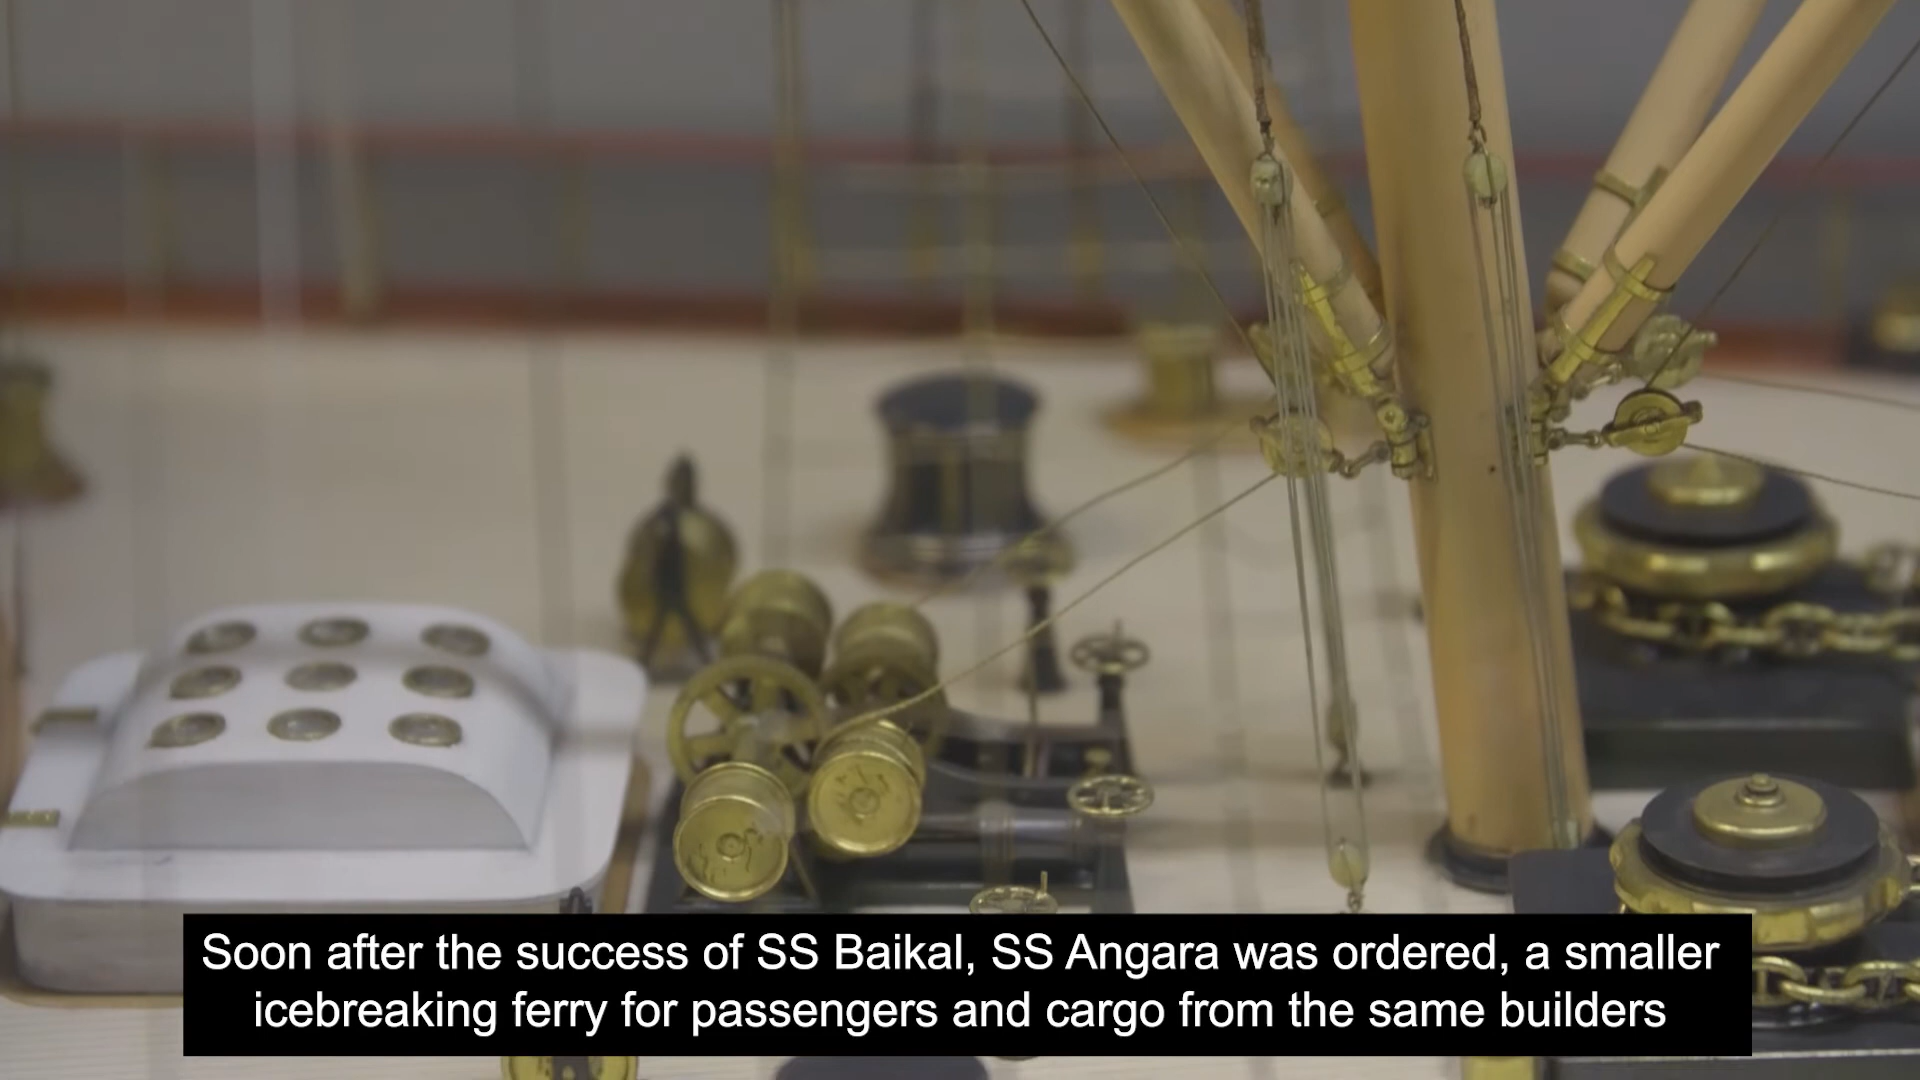 Soon after the success of SS Baikal, SS Angara was ordered, a smaller
icebreaking ferry for passengers and cargo from the same builders